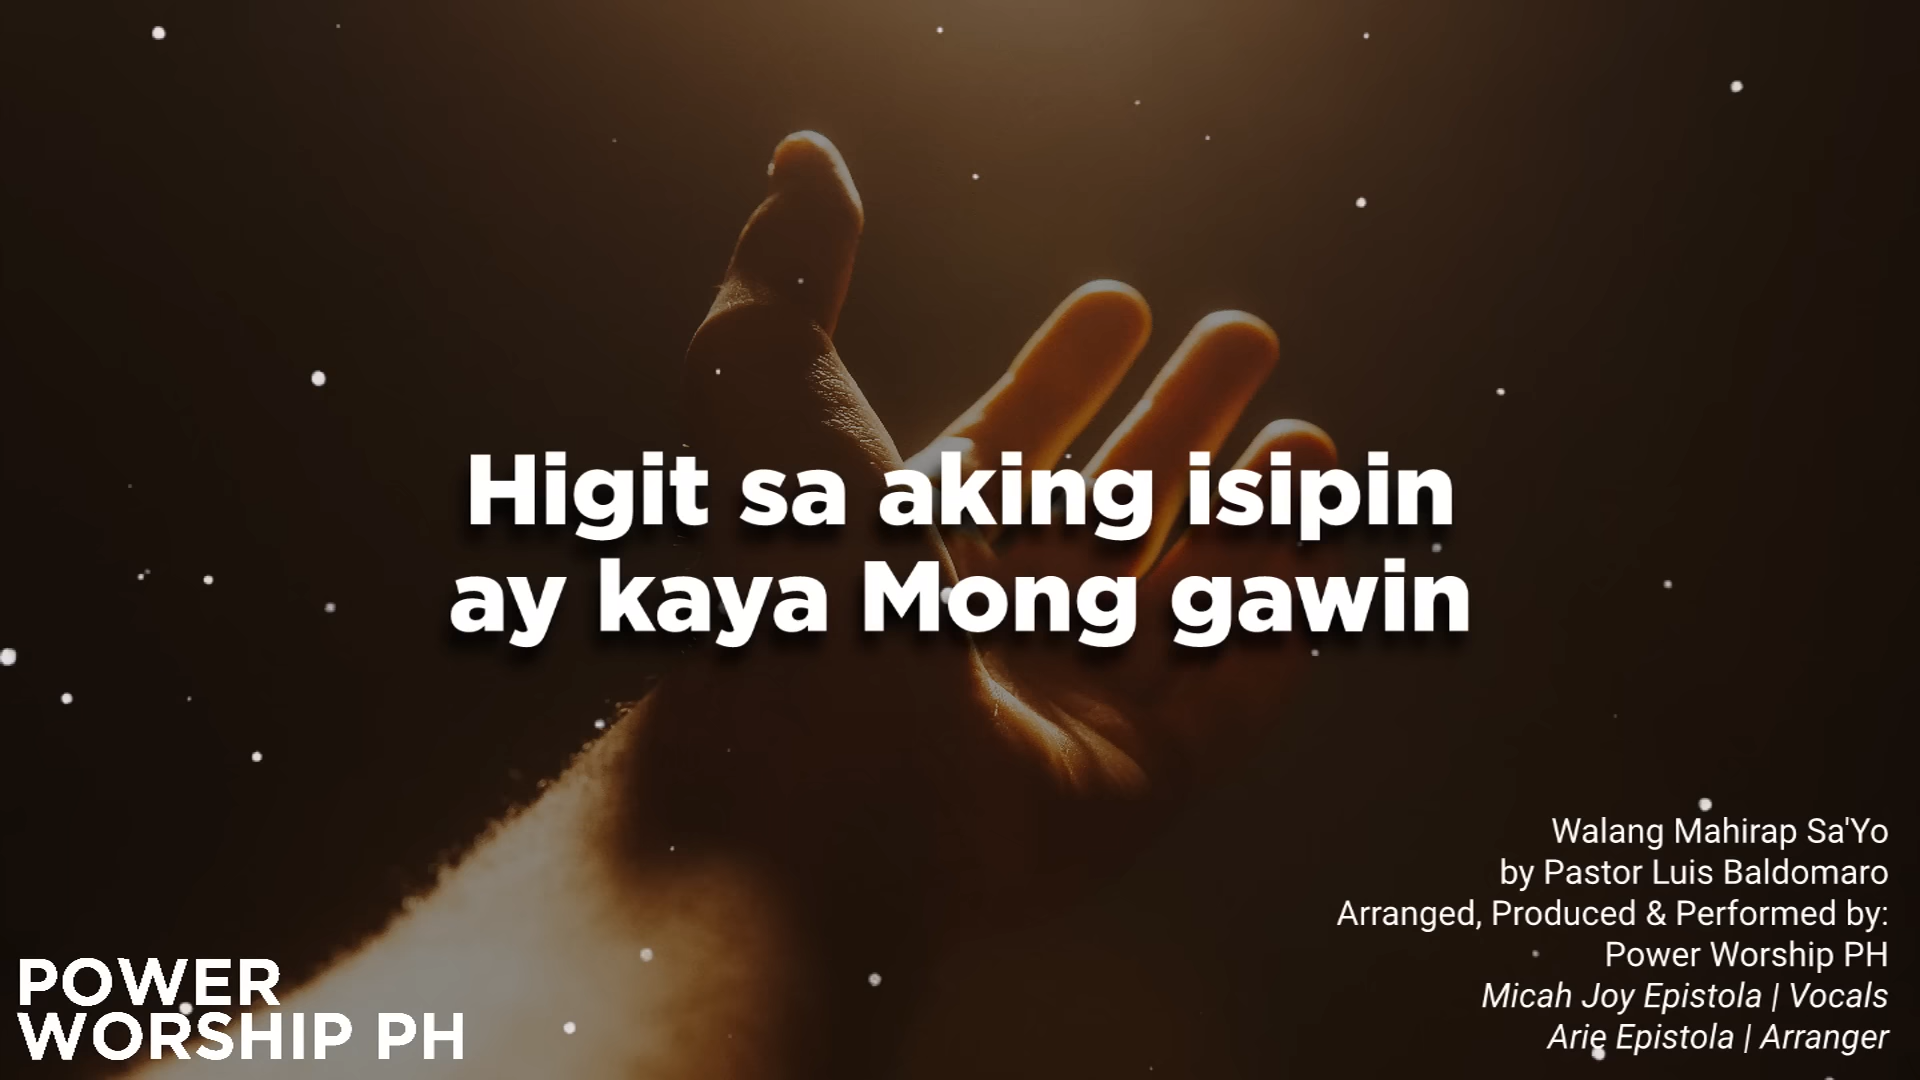 Higit sa aking isipin
ay kaya Mong gawin
Walang Mahirap Sa'Yo
by Pastor Luis Baldomaro
Arranged, Produced & Performed by:
Power Worship PH
Micah Joy Epistola | Vocals
Arie Epistola | Arranger
POWER
WORSHIP PH